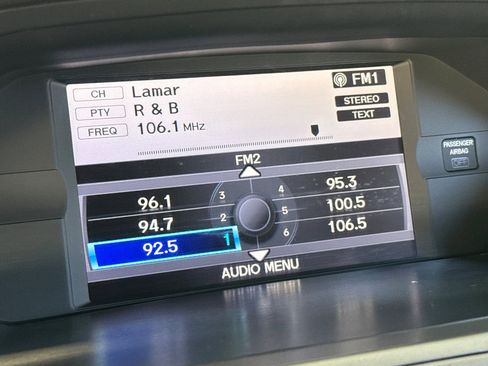 CH Lamar FM1
PTY R & B STEREO
FREQ 106.1 MHz TEXT
FM2
96.1 3 4 95.3
94.7 2 5 100.5
92.5 1 6 106.5
AUDIO MENU
PASSENGER
AIRBAG
OFF